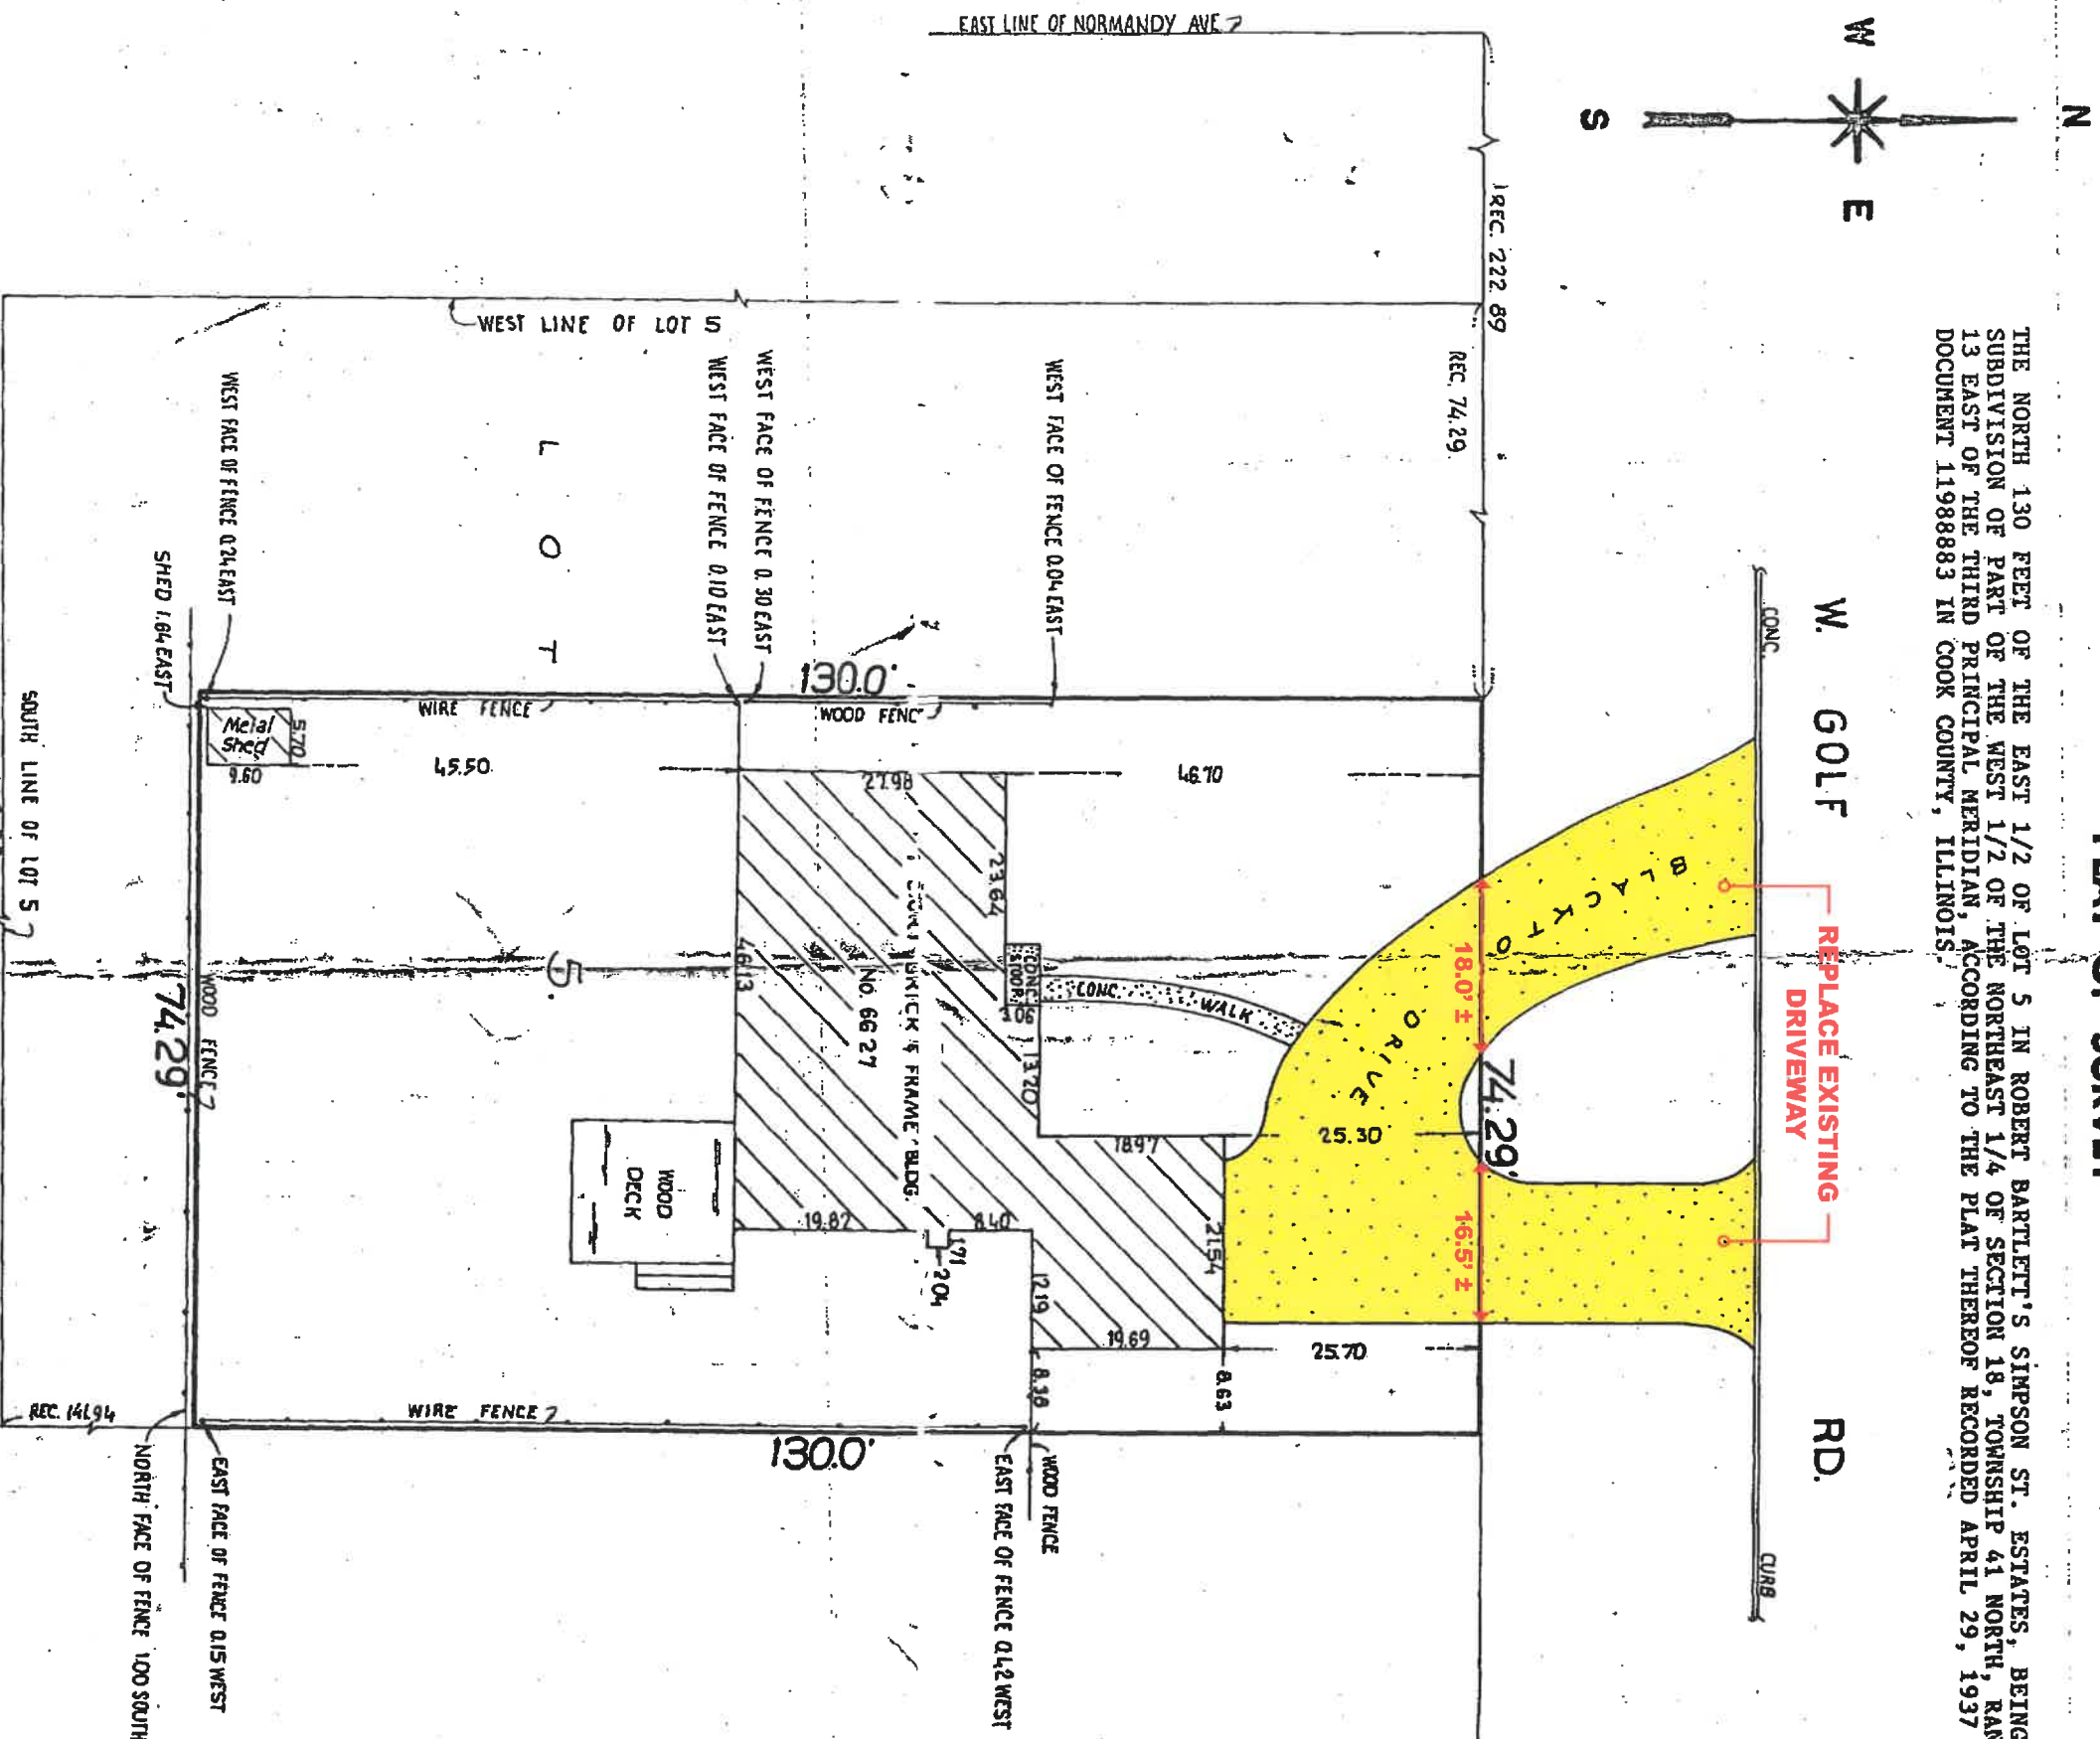 PLAT OF SURVEY
THE NORTH 130 FEET OF THE EAST 1/2 OF LOT 5 IN ROBERT BARTLETT'S SIMPSON ST. ESTATES, BEING
SUBDIVISION OF PART OF THE WEST 1/2 OF THE NORTHEAST 1/4 OF SECTION 18, TOWNSHIP 41 NORTH, RAN
13 EAST OF THE THIRD PRINCIPAL MERIDIAN, ACCORDING TO THE PLAT THEREOF RECORDED APRIL 29, 1937
DOCUMENT 11988883 IN COOK COUNTY, ILLINOIS.
N
W
E
S
W. GOLF RD.
REPLACE EXISTING
DRIVEWAY
CONC.
CURB
EAST LINE OF NORMANDY AVE
REC. 222.89
REC. 74.29
74.29'
BLACKTO
DRIVE
18.0' ±
16.5' ±
25.30
25.70
8.63
WEST LINE OF LOT 5
WEST FACE OF FENCE 0.04 EAST
WEST FACE OF FENCE 0.30 EAST
WEST FACE OF FENCE 0.10 EAST
WEST FACE OF FENCE 0.24 EAST
SHED 1.64 EAST
130.0'
WOOD FENC
WIRE FENCE
46.70
45.50
Metal
Shed
5.70
9.60
27.98
23.64
CONC.
STOOP
CONC. WALK
3.06
13.20
18.97
21.54
19.69
12.19
8.38
8.40
1.71
2.04
19.82
46.13
BRICK & FRAME BLDG.
NO. 6627
WOOD
DECK
LOT
5.
WOOD FENCE
EAST FACE OF FENCE 0.42 WEST
130.0'
WIRE FENCE
WOOD FENCE
74.29'
EAST FACE OF FENCE 0.15 WEST
NORTH FACE OF FENCE 1.00 SOUTH
REC. 141.94
SOUTH LINE OF LOT 5